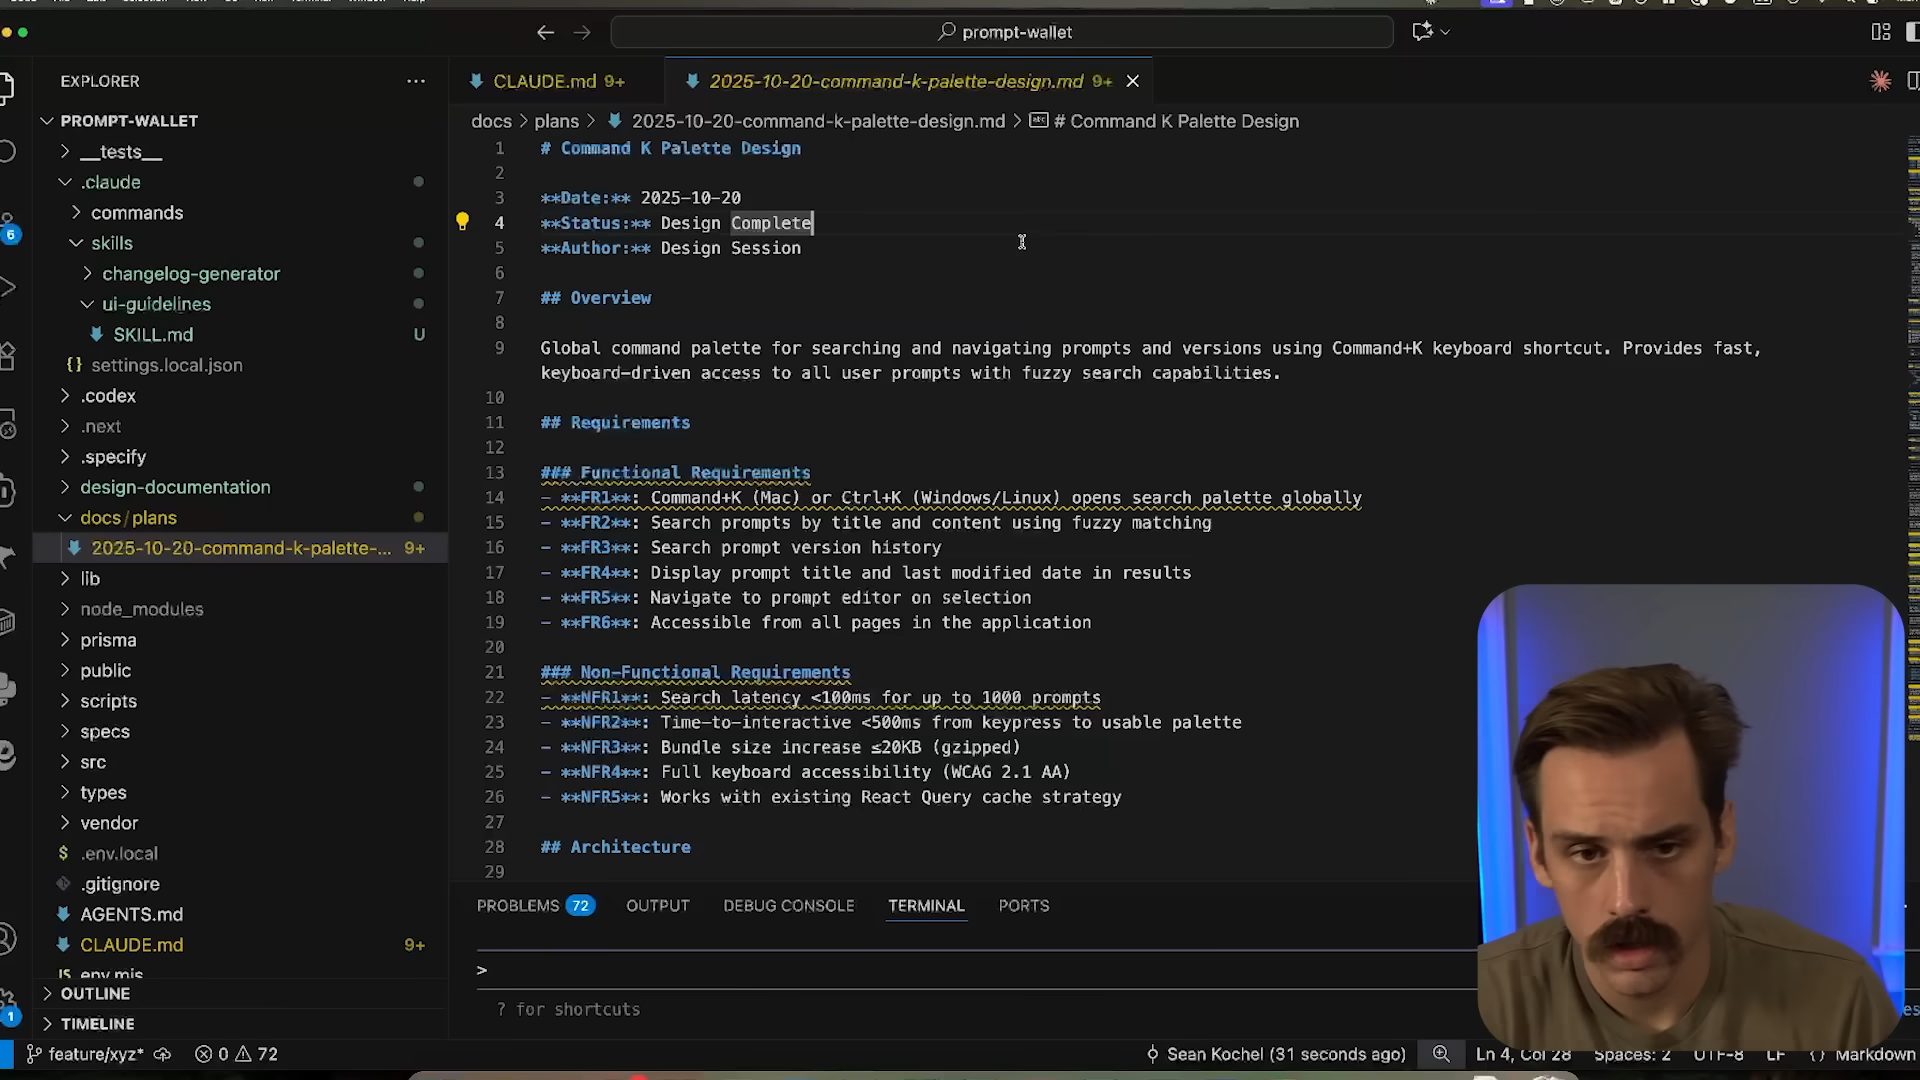 prompt-wallet
EXPLORER
PROMPT-WALLET
__tests__
.claude
commands
skills
changelog-generator
ui-guidelines
SKILL.md U
{} settings.local.json
.codex
.next
.specify
design-documentation
docs/plans
2025-10-20-command-k-palette-... 9+
lib
node_modules
prisma
public
scripts
specs
src
types
vendor
$ .env.local
.gitignore
AGENTS.md
CLAUDE.md 9+
JS env.mjs
OUTLINE
TIMELINE
6
1
CLAUDE.md 9+
2025-10-20-command-k-palette-design.md 9+
docs > plans > 2025-10-20-command-k-palette-design.md > # Command K Palette Design
1 # Command K Palette Design
2
3 **Date:** 2025-10-20
4 **Status:** Design Complete
5 **Author:** Design Session
6
7 ## Overview
8
9 Global command palette for searching and navigating prompts and versions using Command+K keyboard shortcut. Provides fast,
keyboard-driven access to all user prompts with fuzzy search capabilities.
10
11 ## Requirements
12
13 ### Functional Requirements
14 - **FR1**: Command+K (Mac) or Ctrl+K (Windows/Linux) opens search palette globally
15 - **FR2**: Search prompts by title and content using fuzzy matching
16 - **FR3**: Search prompt version history
17 - **FR4**: Display prompt title and last modified date in results
18 - **FR5**: Navigate to prompt editor on selection
19 - **FR6**: Accessible from all pages in the application
20
21 ### Non-Functional Requirements
22 - **NFR1**: Search latency <100ms for up to 1000 prompts
23 - **NFR2**: Time-to-interactive <500ms from keypress to usable palette
24 - **NFR3**: Bundle size increase ≤20KB (gzipped)
25 - **NFR4**: Full keyboard accessibility (WCAG 2.1 AA)
26 - **NFR5**: Works with existing React Query cache strategy
27
28 ## Architecture
29
PROBLEMS 72 OUTPUT DEBUG CONSOLE TERMINAL PORTS
>
? for shortcuts
feature/xyz* 0 72 Sean Kochel (31 seconds ago) Ln 4, Col 28 Spaces: 2 UTF-8 LF {} Markdown